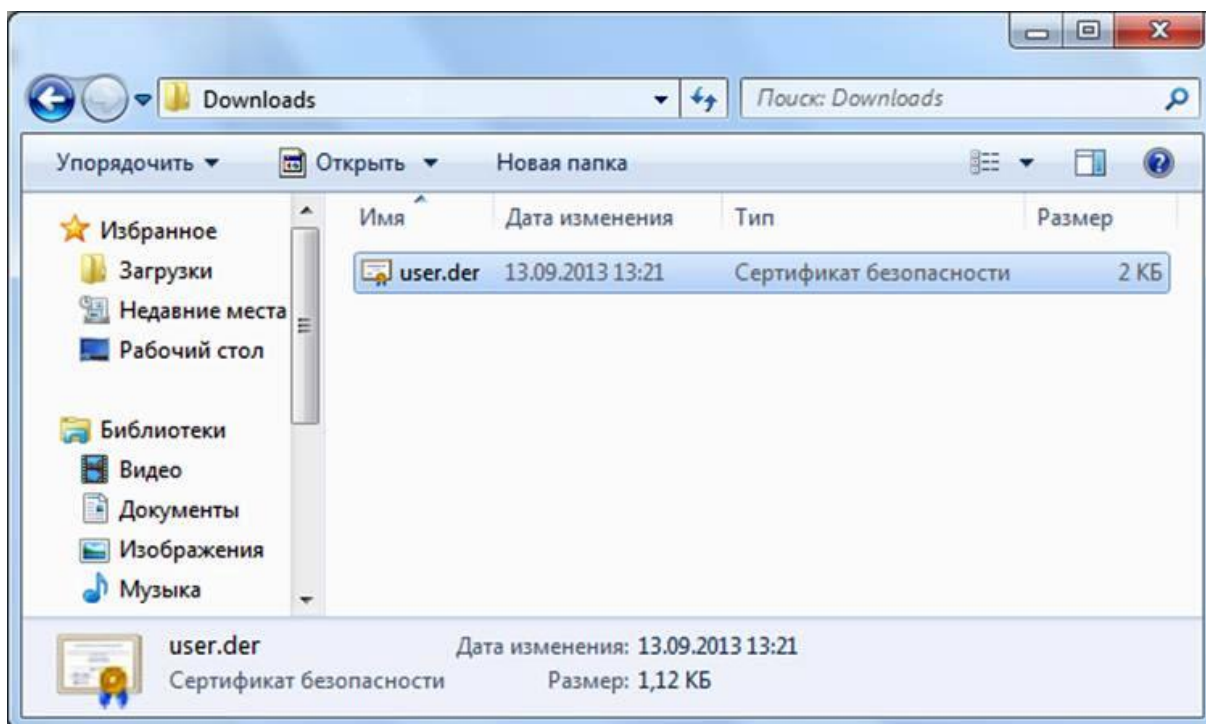 Downloads
Поиск: Downloads
Упорядочить
Открыть
Новая папка
Избранное
Загрузки
Недавние места
Рабочий стол
Библиотеки
Видео
Документы
Изображения
Музыка
Имя Дата изменения Тип Размер
user.der 13.09.2013 13:21 Сертификат безопасности 2 КБ
user.der Дата изменения: 13.09.2013 13:21
Сертификат безопасности Размер: 1,12 КБ